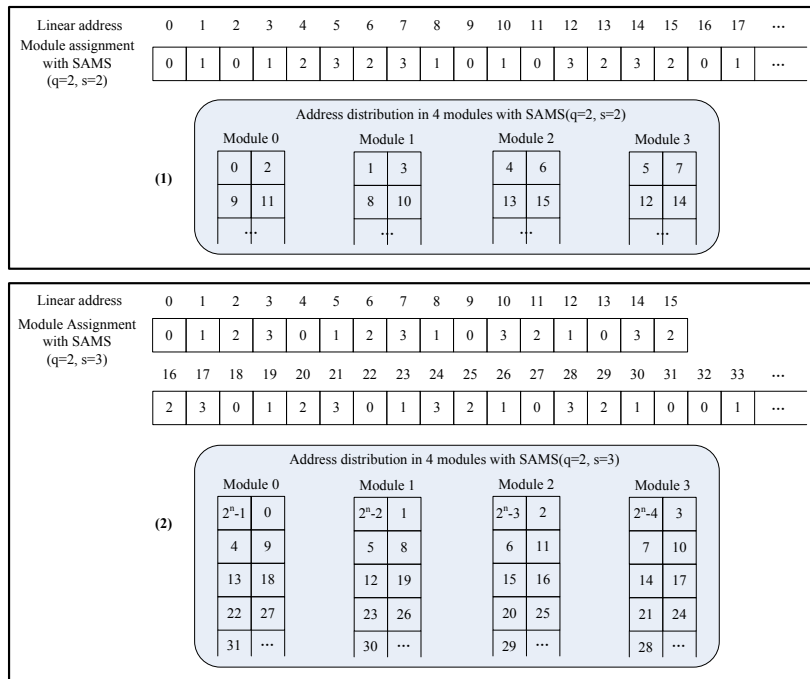 Linear address 0 1 2 3 4 5 6 7 8 9 10 11 12 13 14 15 16 17 ...
Module assignment
with SAMS
(q=2, s=2)
0 1 0 1 2 3 2 3 1 0 1 0 3 2 3 2 0 1 ...
Address distribution in 4 modules with SAMS(q=2, s=2)
Module 0 Module 1 Module 2 Module 3
(1)
0 2 1 3 4 6 5 7
9 11 8 10 13 15 12 14
... ... ... ...
Linear address 0 1 2 3 4 5 6 7 8 9 10 11 12 13 14 15
Module Assignment
with SAMS
(q=2, s=3)
0 1 2 3 0 1 2 3 1 0 3 2 1 0 3 2
16 17 18 19 20 21 22 23 24 25 26 27 28 29 30 31 32 33 ...
2 3 0 1 2 3 0 1 3 2 1 0 3 2 1 0 0 1 ...
Address distribution in 4 modules with SAMS(q=2, s=3)
Module 0 Module 1 Module 2 Module 3
(2)
2ⁿ-1 0 2ⁿ-2 1 2ⁿ-3 2 2ⁿ-4 3
4 9 5 8 6 11 7 10
13 18 12 19 15 16 14 17
22 27 23 26 20 25 21 24
31 ... 30 ... 29 ... 28 ...